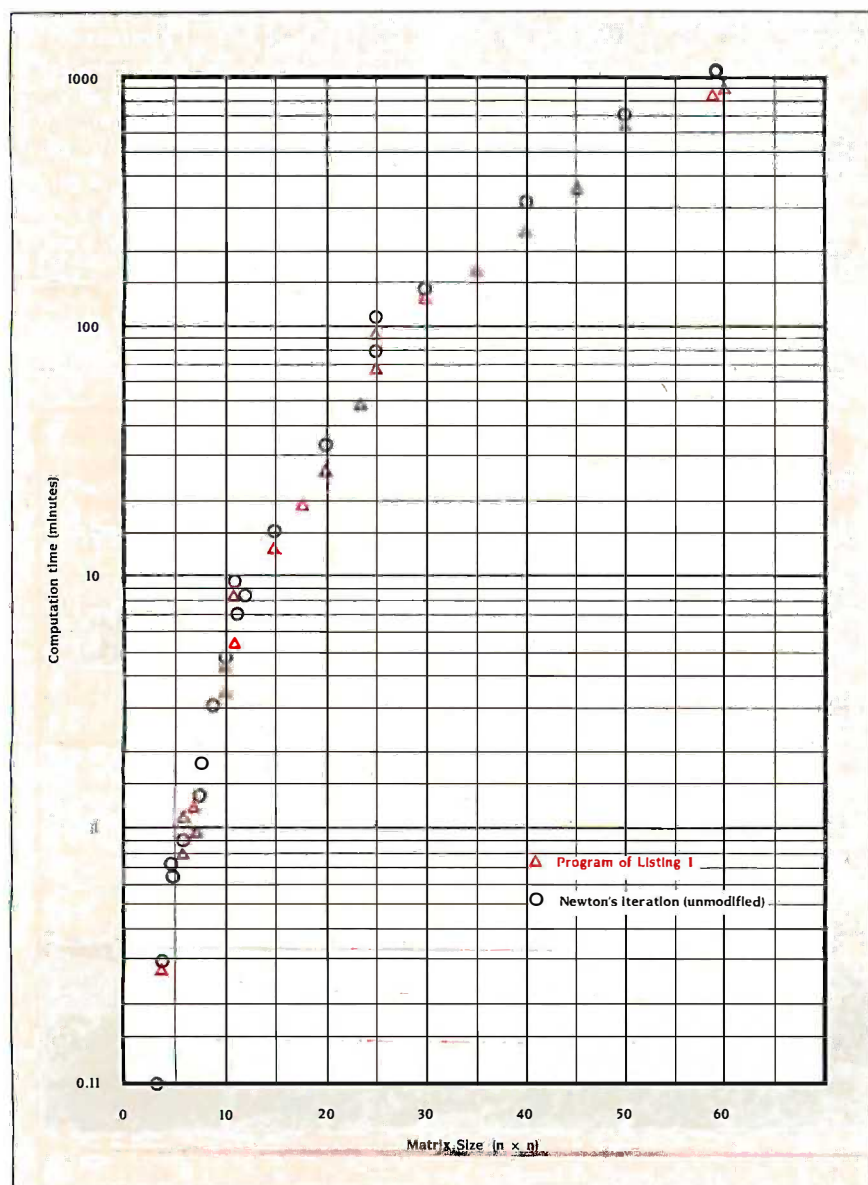 1000
100
10
1
0.11
Computation time (minutes)
0 10 20 30 40 50 60
Matrix Size (n × n)
△ Program of Listing 1
O Newton's iteration (unmodified)